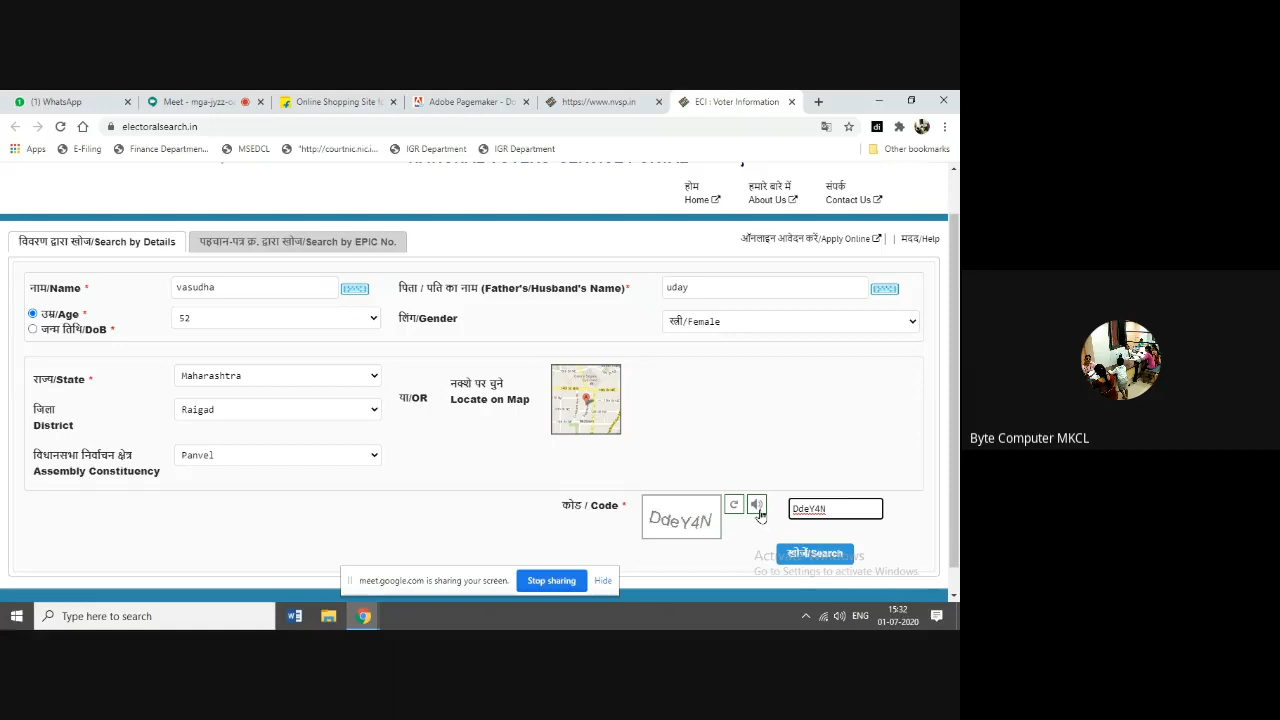 (1) WhatsApp
Meet - mga-jyzz-o
Online Shopping Site f
Adobe Pagemaker - Do
https://www.nvsp.in
ECI : Voter Information
electoralsearch.in
Apps
E-Filing
Finance Departmen...
MSEDCL
"http://courtnic.nic.i...
IGR Department
IGR Department
Other bookmarks
होम
Home
हमारे बारे में
About Us
संपर्क
Contact Us
विवरण द्वारा खोज/Search by Details
पहचान-पत्र क्र. द्वारा खोज/Search by EPIC No.
ऑनलाइन आवेदन करें/Apply Online | | मदद/Help
नाम/Name * vasudha
पिता / पति का नाम (Father's/Husband's Name)* uday
उम्र/Age * 52
जन्म तिथि/DoB *
लिंग/Gender स्त्री/Female
राज्य/State * Maharashtra
जिला
District
Raigad
या/OR
नक्शे पर चुने
Locate on Map
विधानसभा निर्वाचन क्षेत्र
Assembly Constituency
Panvel
कोड / Code * DdeY4N DdeY4N
खोजें/Search
Activate Windows
Go to Settings to activate Windows.
meet.google.com is sharing your screen. Stop sharing Hide
Type here to search
ENG
15:32
01-07-2020
Byte Computer MKCL